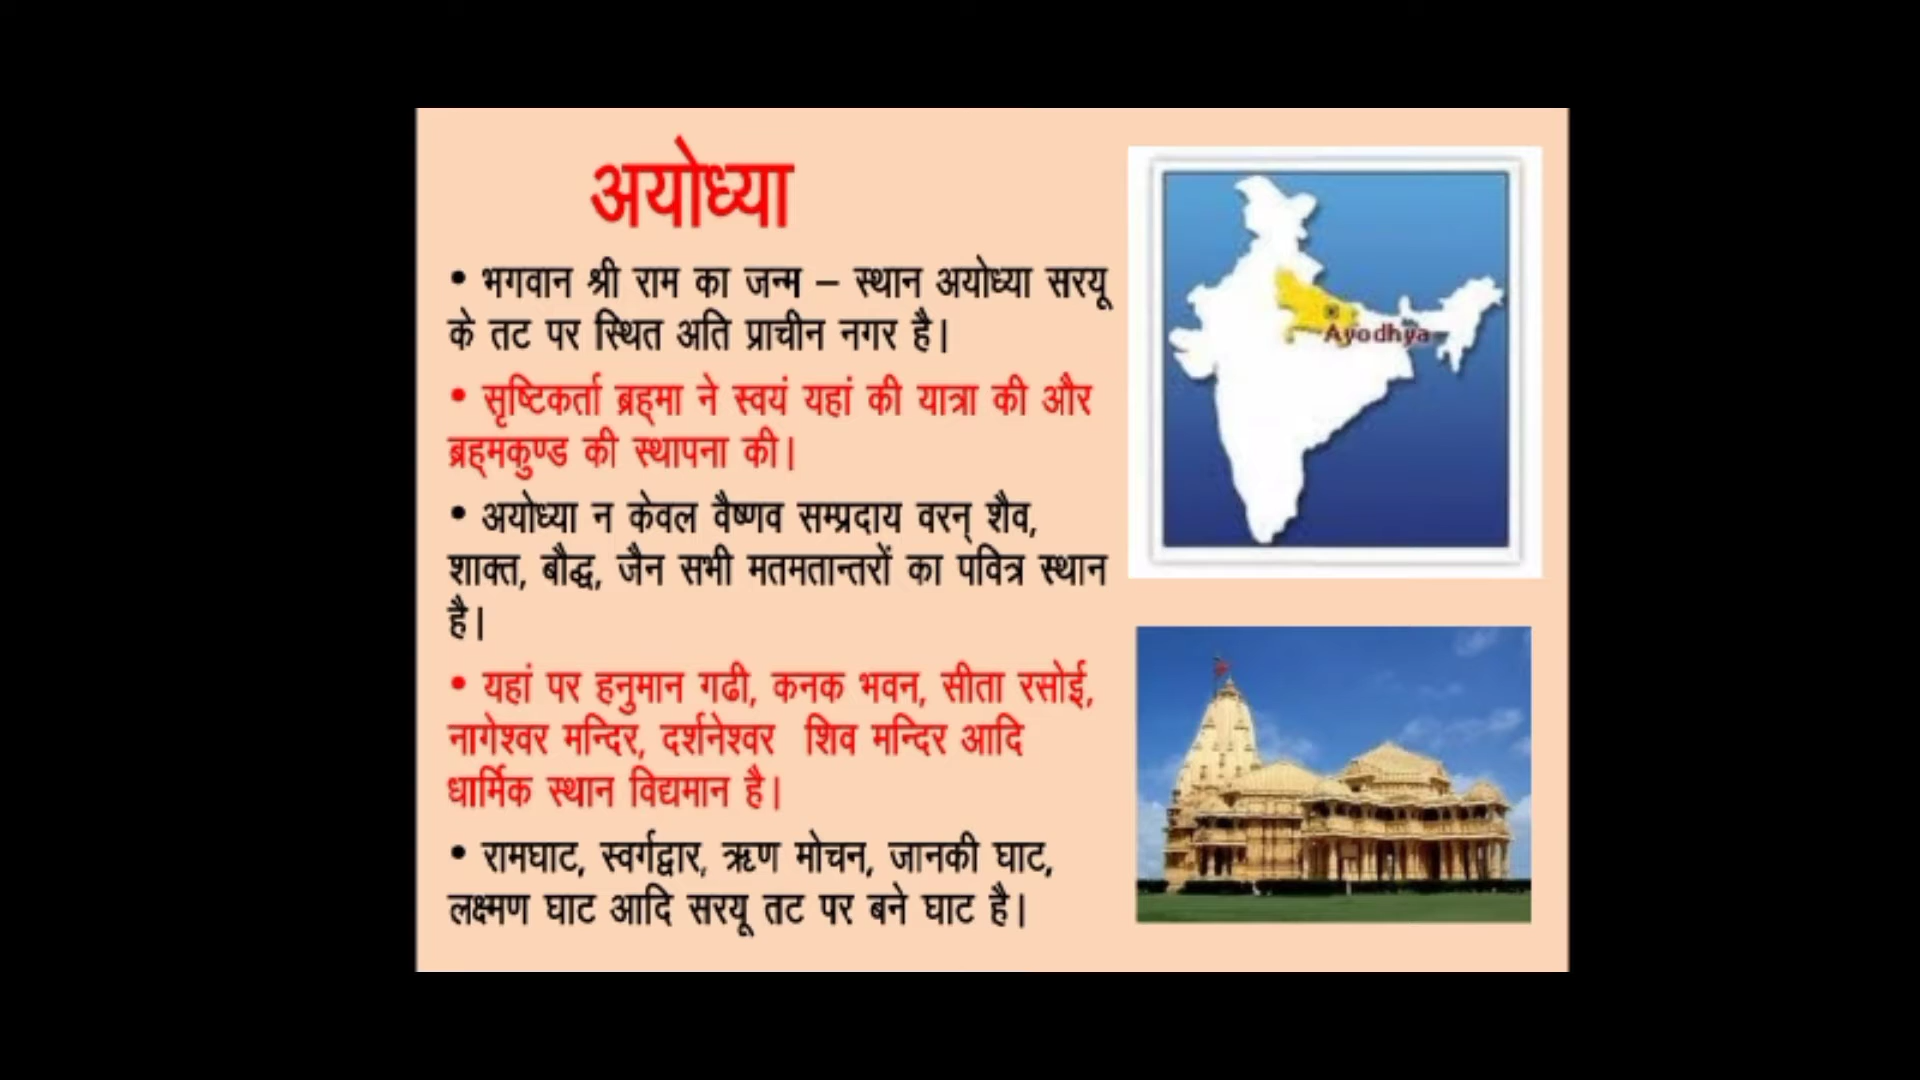 अयोध्या
• भगवान श्री राम का जन्म – स्थान अयोध्या सरयू
के तट पर स्थित अति प्राचीन नगर है।
• सृष्टिकर्ता ब्रह्मा ने स्वयं यहां की यात्रा की और
ब्रह्मकुण्ड की स्थापना की।
• अयोध्या न केवल वैष्णव सम्प्रदाय वरन् शैव,
शाक्त, बौद्ध, जैन सभी मतमतान्तरों का पवित्र स्थान
है।
• यहां पर हनुमान गढी, कनक भवन, सीता रसोई,
नागेश्वर मन्दिर, दर्शनेश्वर शिव मन्दिर आदि
धार्मिक स्थान विद्यमान है।
• रामघाट, स्वर्गद्वार, ऋण मोचन, जानकी घाट,
लक्ष्मण घाट आदि सरयू तट पर बने घाट है।
Ayodhya